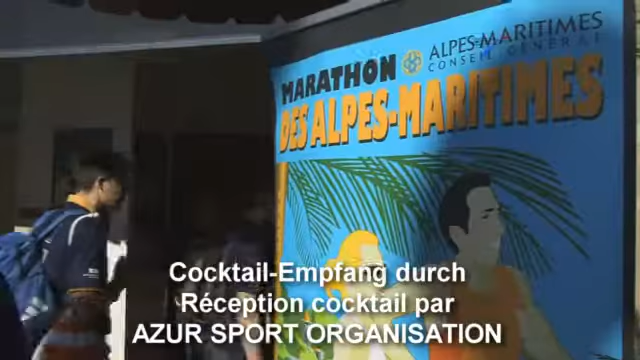 ALPES-MARITIMES
CONSEIL GÉNÉRAL
MARATHON
DES ALPES-MARITIMES
Cocktail-Empfang durch
Réception cocktail par
AZUR SPORT ORGANISATION